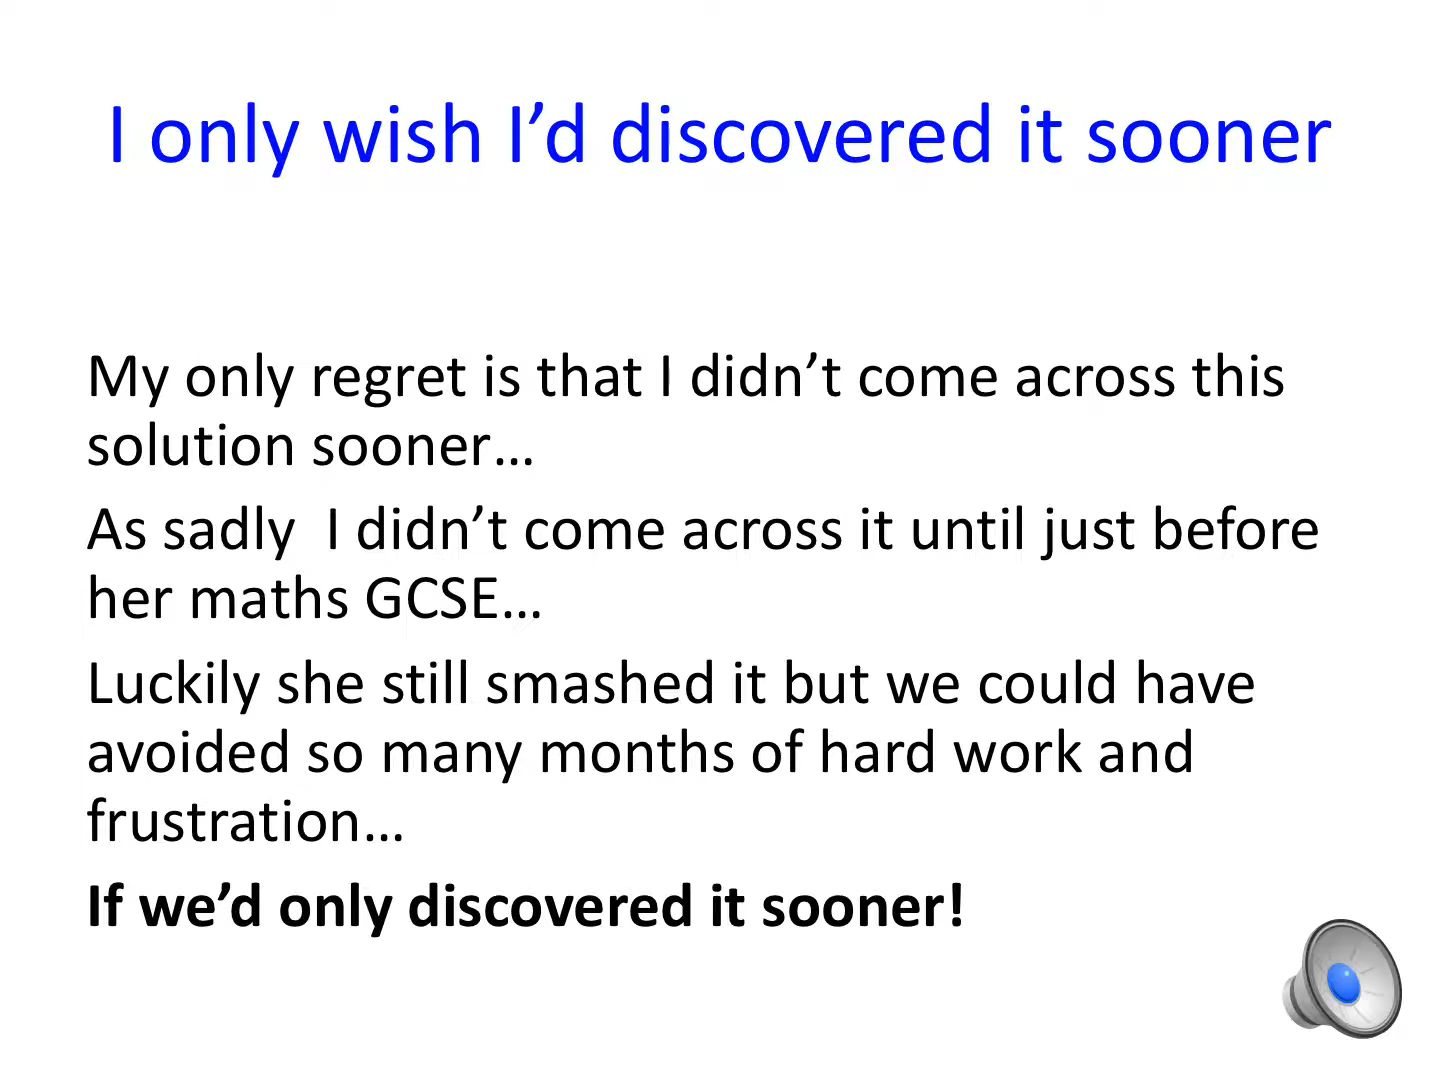 I only wish I’d discovered it sooner
My only regret is that I didn’t come across this
solution sooner…
As sadly  I didn’t come across it until just before
her maths GCSE…
Luckily she still smashed it but we could have
avoided so many months of hard work and
frustration…
If we’d only discovered it sooner!